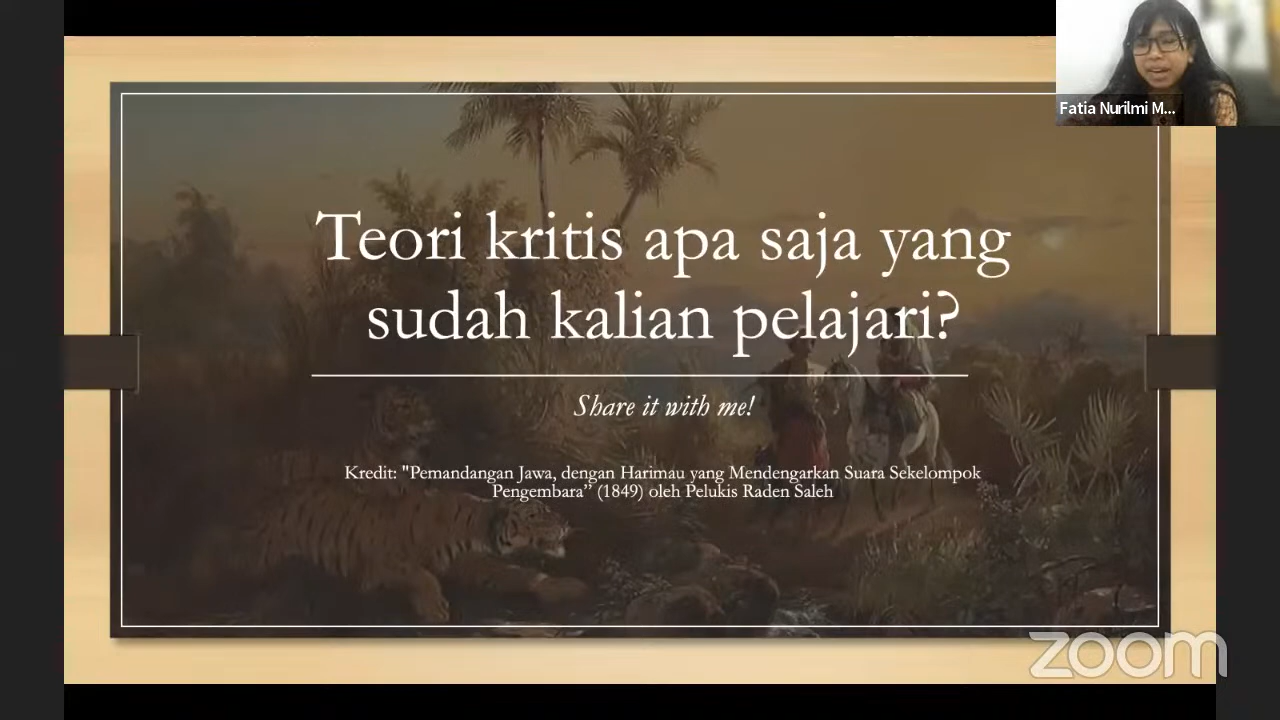 Fatia Nurilmi M...
Teori kritis apa saja yang
sudah kalian pelajari?
Share it with me!
Kredit: "Pemandangan Jawa, dengan Harimau yang Mendengarkan Suara Sekelompok
Pengembara” (1849) oleh Pelukis Raden Saleh
zoom